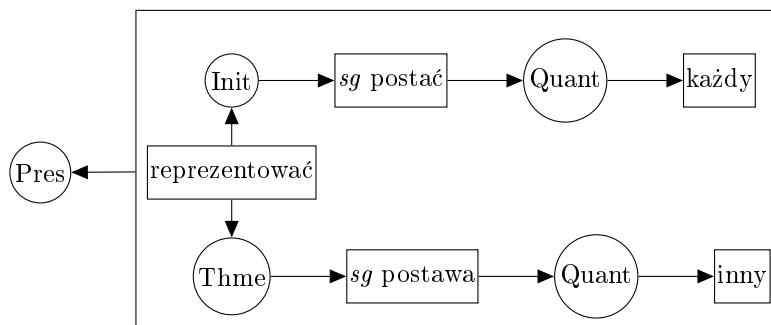 Init sg postać Quant każdy
Pres reprezentować
Thme sg postawa Quant inny